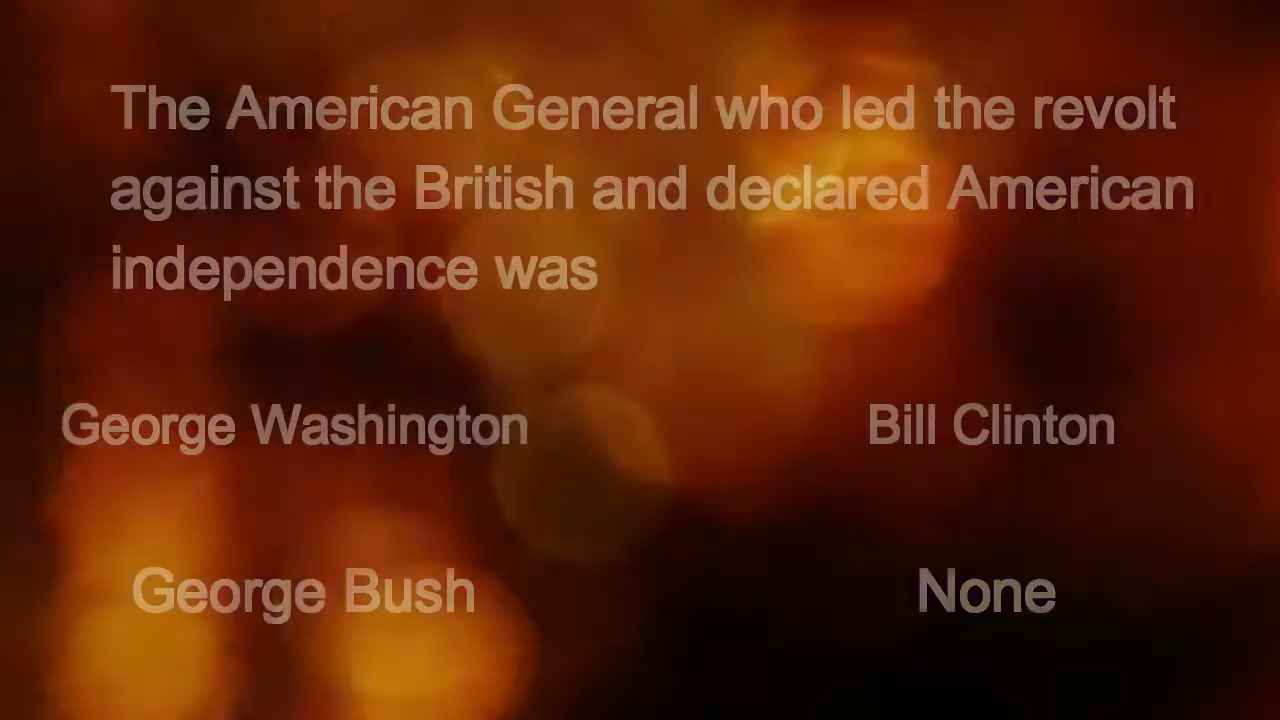 The American General who led the revolt
against the British and declared American
independence was
George Washington
Bill Clinton
George Bush
None